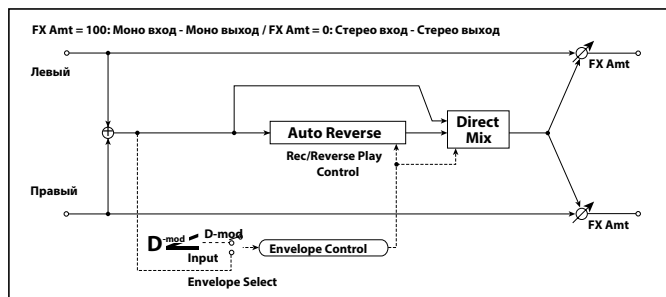 FX Amt = 100: Моно вход - Моно выход / FX Amt = 0: Стерео вход - Стерео выход
FX Amt
Левый
Auto Reverse
Direct
Mix
Rec/Reverse Play
Control
Правый
FX Amt
D-mod
D-mod
Input
Envelope Control
Envelope Select